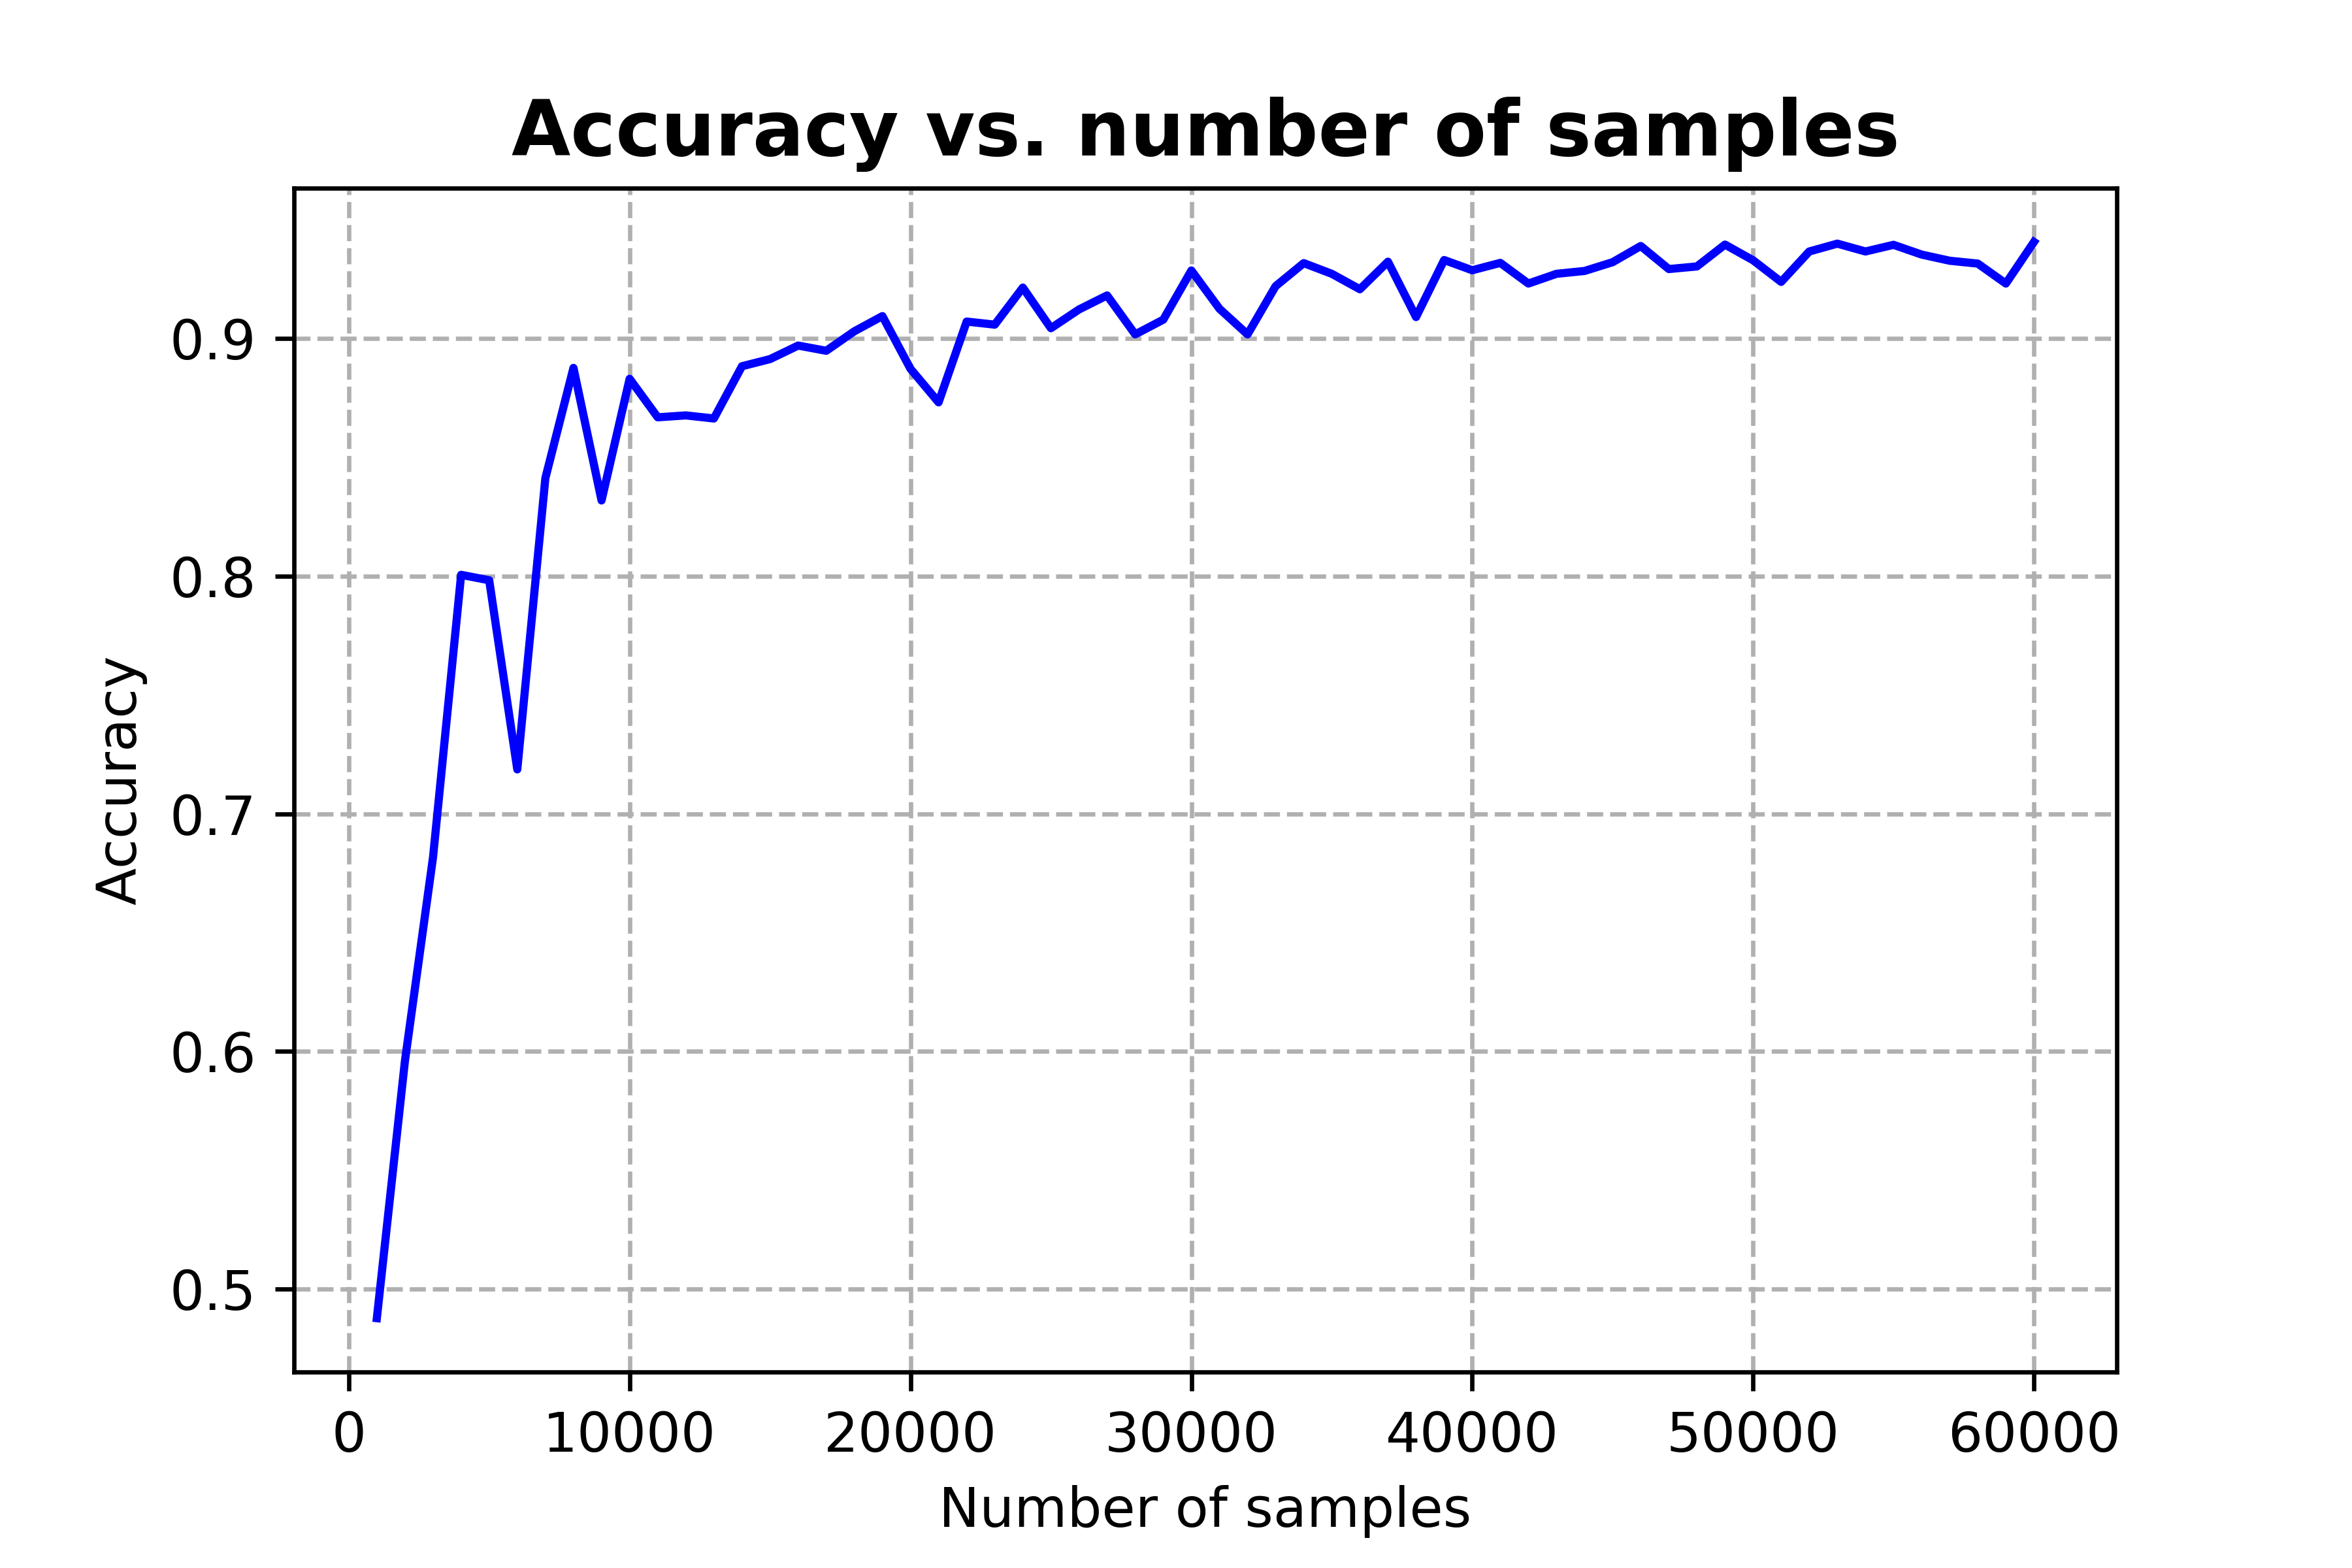 Accuracy vs. number of samples
Accuracy
0.9
0.8
0.7
0.6
0.5
0 10000 20000 30000 40000 50000 60000
Number of samples